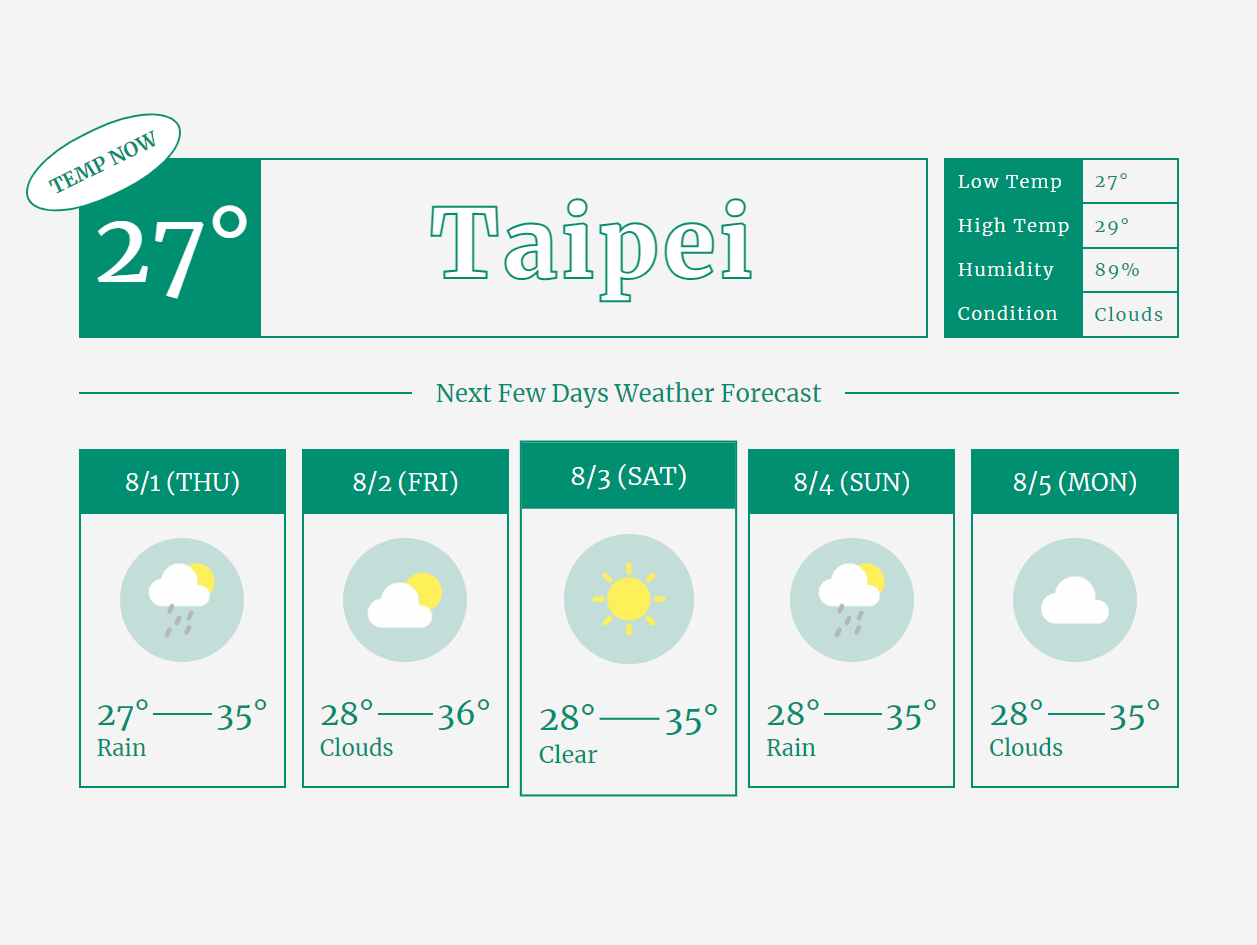 TEMP NOW
27°
Taipei
Low Temp 27°
High Temp 29°
Humidity 89%
Condition Clouds
Next Few Days Weather Forecast
8/1 (THU)
27° 35°
Rain
8/2 (FRI)
28° 36°
Clouds
8/3 (SAT)
28° 35°
Clear
8/4 (SUN)
28° 35°
Rain
8/5 (MON)
28° 35°
Clouds